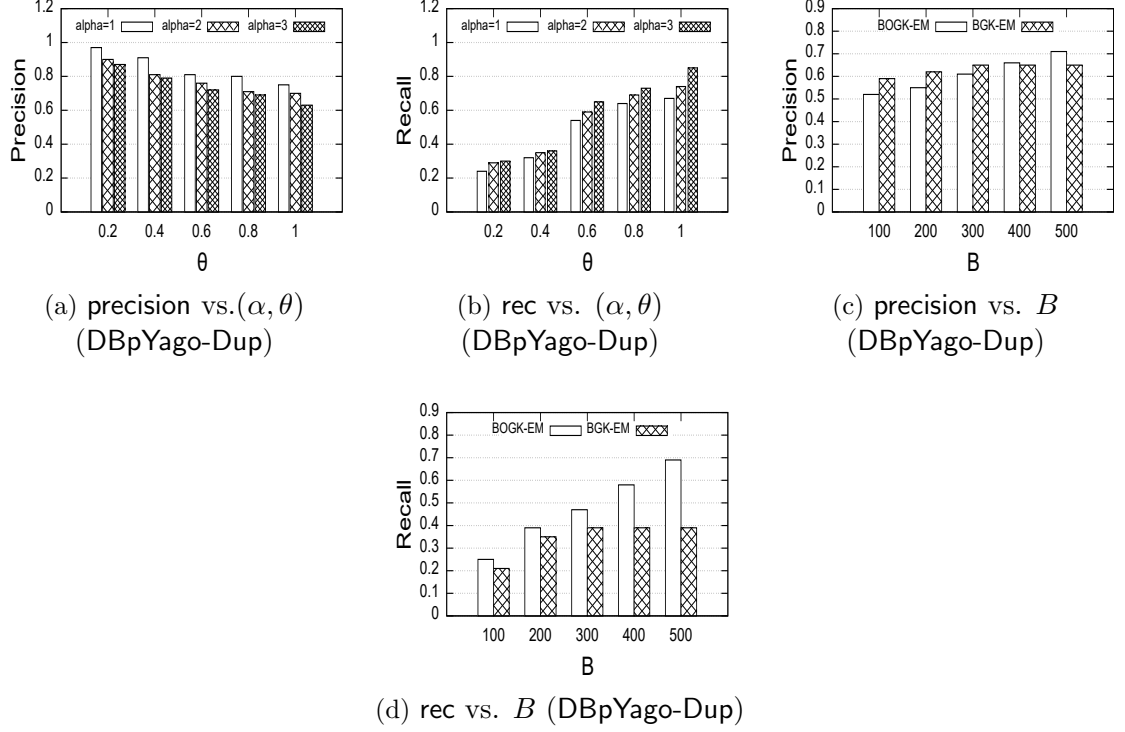 1.2
1
0.8
0.6
0.4
0.2
0
Precision
alpha=1 alpha=2 alpha=3
0.2 0.4 0.6 0.8 1
θ
(a) precision vs.(α, θ)
(DBpYago-Dup)
1.2
1
0.8
0.6
0.4
0.2
0
Recall
alpha=1 alpha=2 alpha=3
0.2 0.4 0.6 0.8 1
θ
(b) rec vs. (α, θ)
(DBpYago-Dup)
0.9
0.8
0.7
0.6
0.5
0.4
0.3
0.2
0.1
0
Precision
BOGK-EM BGK-EM
100 200 300 400 500
B
(c) precision vs. B
(DBpYago-Dup)
0.9
0.8
0.7
0.6
0.5
0.4
0.3
0.2
0.1
0
Recall
BOGK-EM BGK-EM
100 200 300 400 500
B
(d) rec vs. B (DBpYago-Dup)